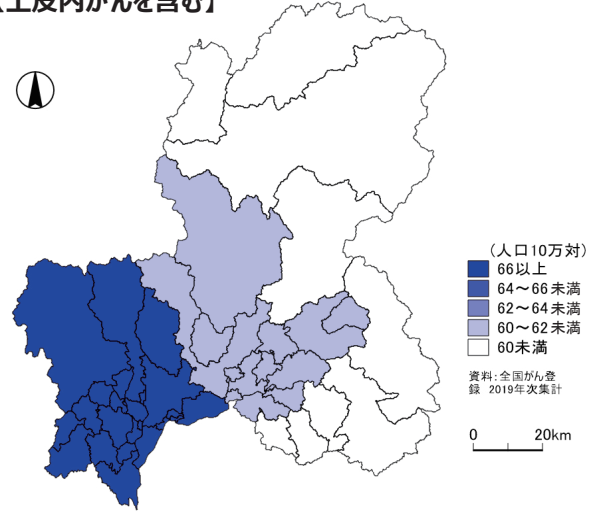 【上皮内がんを含む】
（人口10万対）
66以上
64～66未満
62～64未満
60～62未満
60未満
資料：全国がん登
録 2019年次集計
0 20km